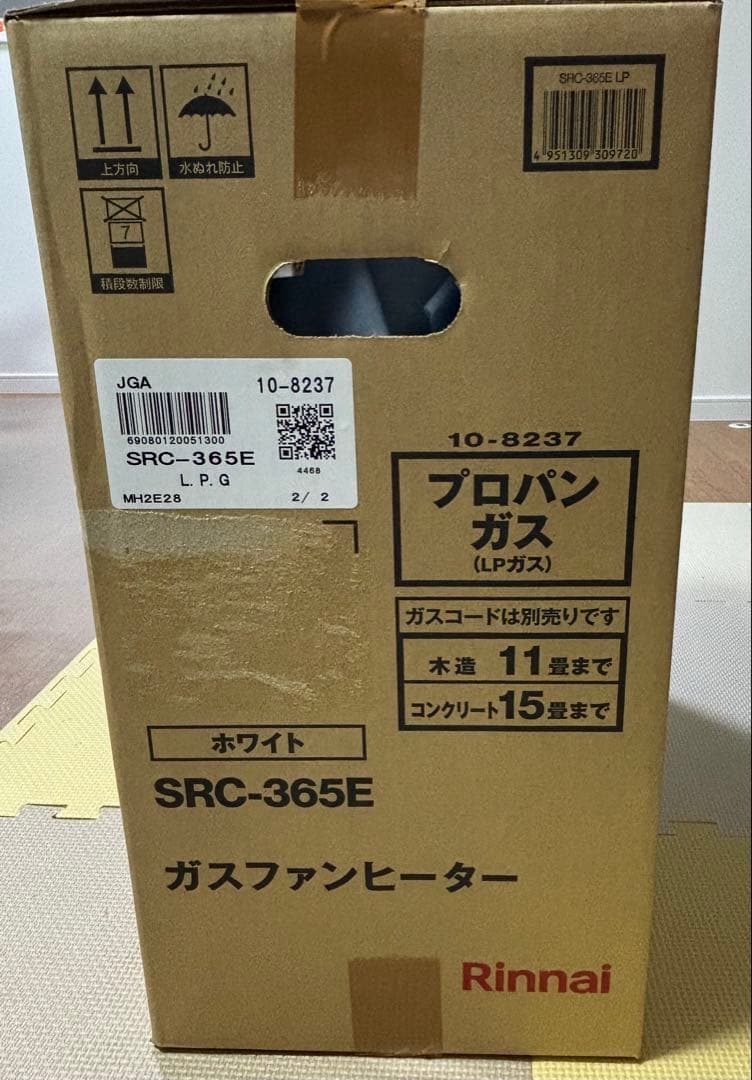 上方向
水ぬれ防止
7
積段数制限
SRC-365E LP
4 951309 309720
JGA
10-8237
69080120051300
4468
SRC-365E
L.P.G
MH2E28
2/ 2
10-8237
プロパン
ガス
(LPガス)
ガスコードは別売りです
木造 11畳まで
コンクリート15畳まで
ホワイト
SRC-365E
ガスファンヒーター
Rinnai